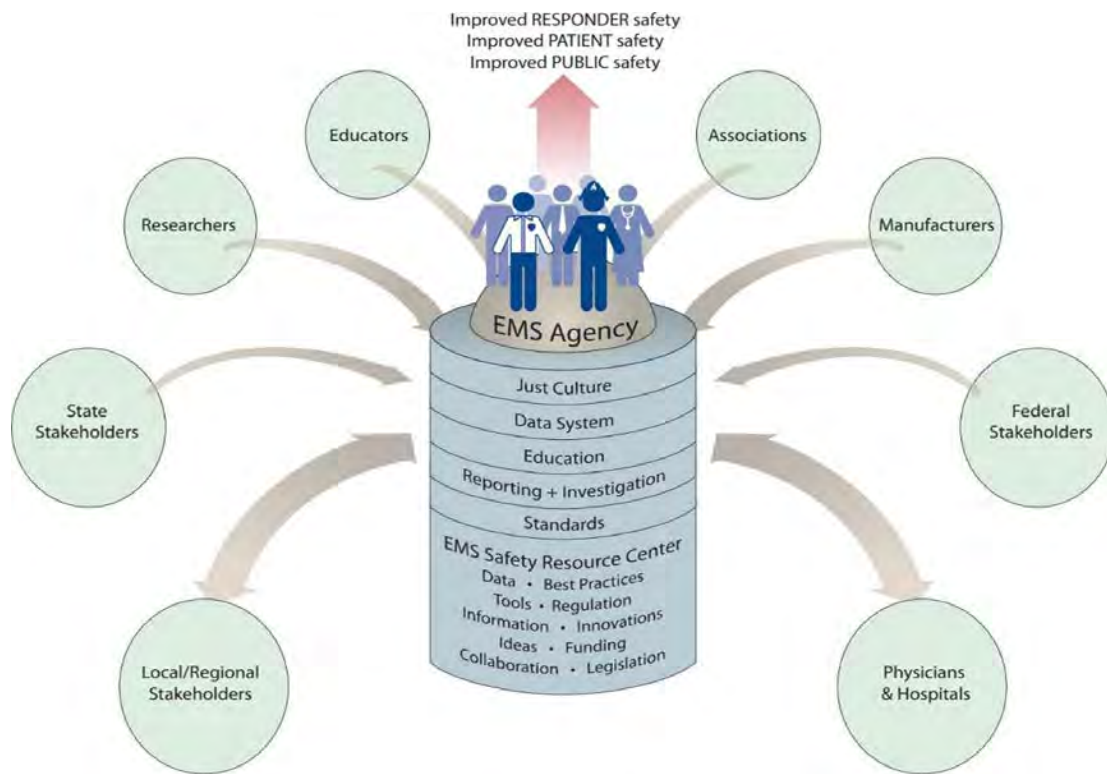 Improved RESPONDER safety
Improved PATIENT safety
Improved PUBLIC safety
Educators
Associations
Researchers
Manufacturers
EMS Agency
Just Culture
Data System
Education
Reporting + Investigation
Standards
State
Stakeholders
Federal
Stakeholders
EMS Safety Resource Center
Data • Best Practices
Tools • Regulation
Information • Innovations
Ideas • Funding
Collaboration • Legislation
Local/Regional
Stakeholders
Physicians
& Hospitals